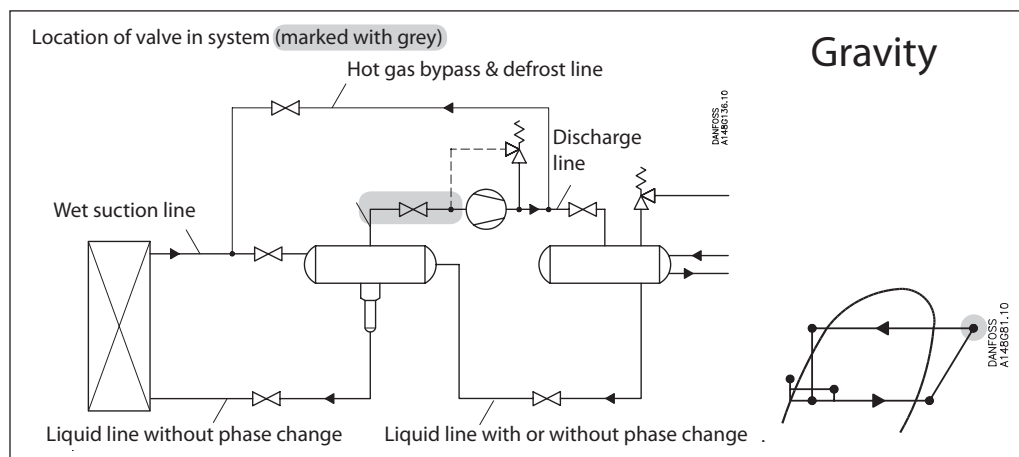 Location of valve in system (marked with grey)
Gravity
Hot gas bypass & defrost line
DANFOSS
A148G136.10
Discharge
line
Wet suction line
DANFOSS
A148G81.10
Liquid line without phase change
Liquid line with or without phase change .